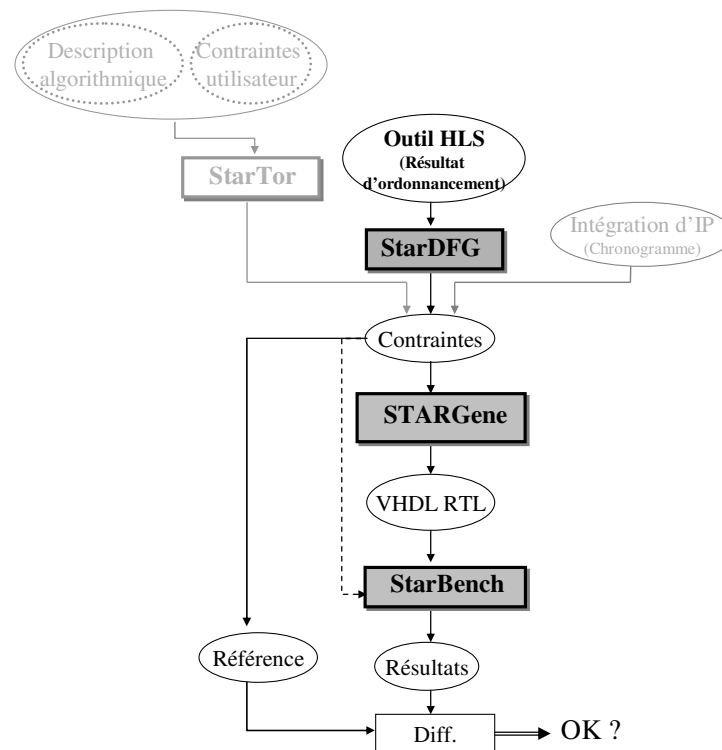 Description
algorithmique
Contraintes
utilisateur
Outil HLS
(Résultat
d'ordonnancement)
StarTor
Intégration d'IP
(Chronogramme)
StarDFG
Contraintes
STARGene
VHDL RTL
StarBench
Référence
Résultats
Diff.
OK ?